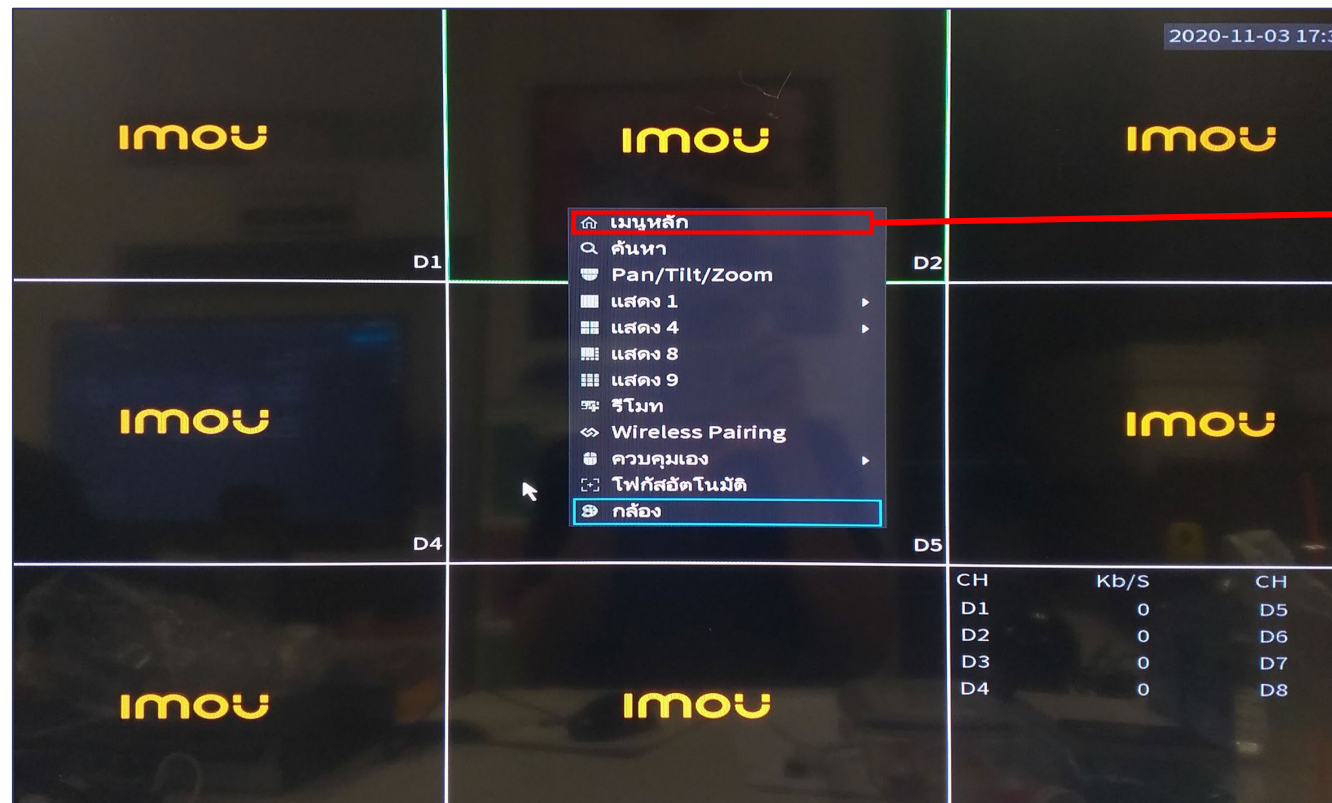 2020-11-03 17:3
imou
imou
imou
D1
D2
เมนูหลัก
ค้นหา
Pan/Tilt/Zoom
แสดง 1
แสดง 4
แสดง 8
แสดง 9
รีโมท
Wireless Pairing
ควบคุมเอง
โฟกัสอัตโนมัติ
กล้อง
imou
imou
D4
D5
CH Kb/S CH
D1 0 D5
D2 0 D6
D3 0 D7
D4 0 D8
imou
imou